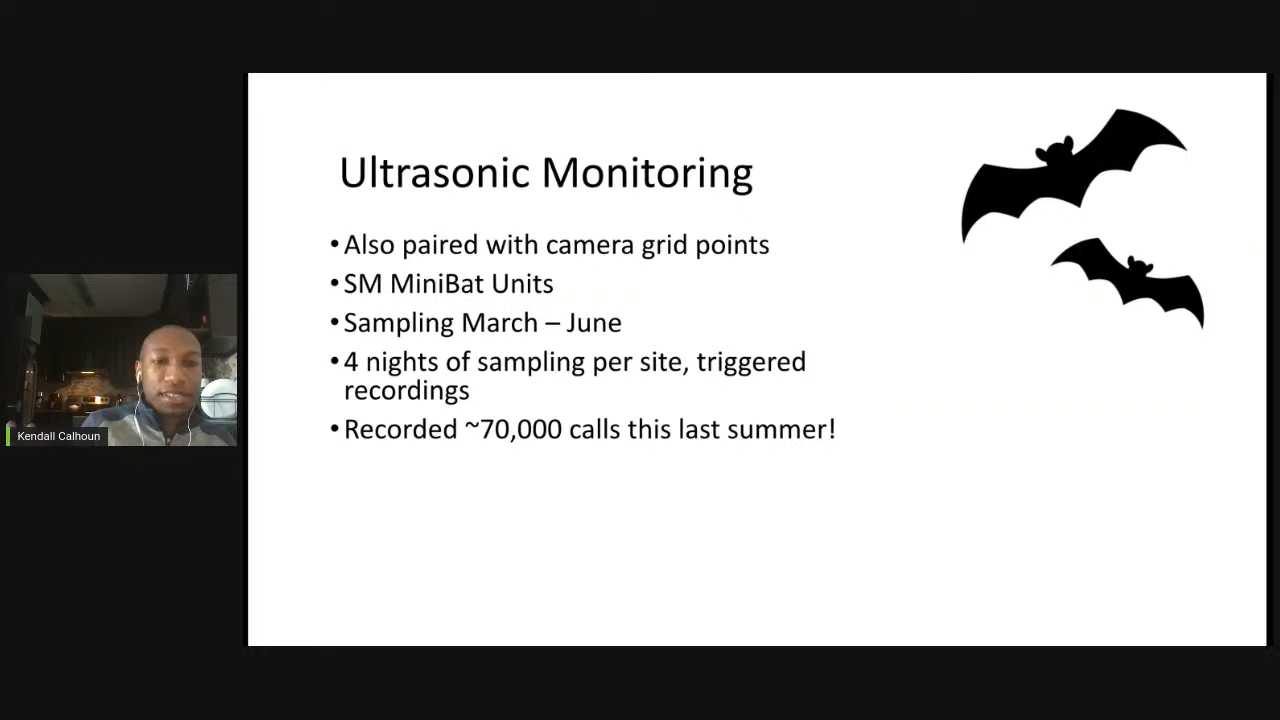 Ultrasonic Monitoring
•Also paired with camera grid points
•SM MiniBat Units
•Sampling March – June
•4 nights of sampling per site, triggered
recordings
•Recorded ~70,000 calls this last summer!
Kendall Calhoun